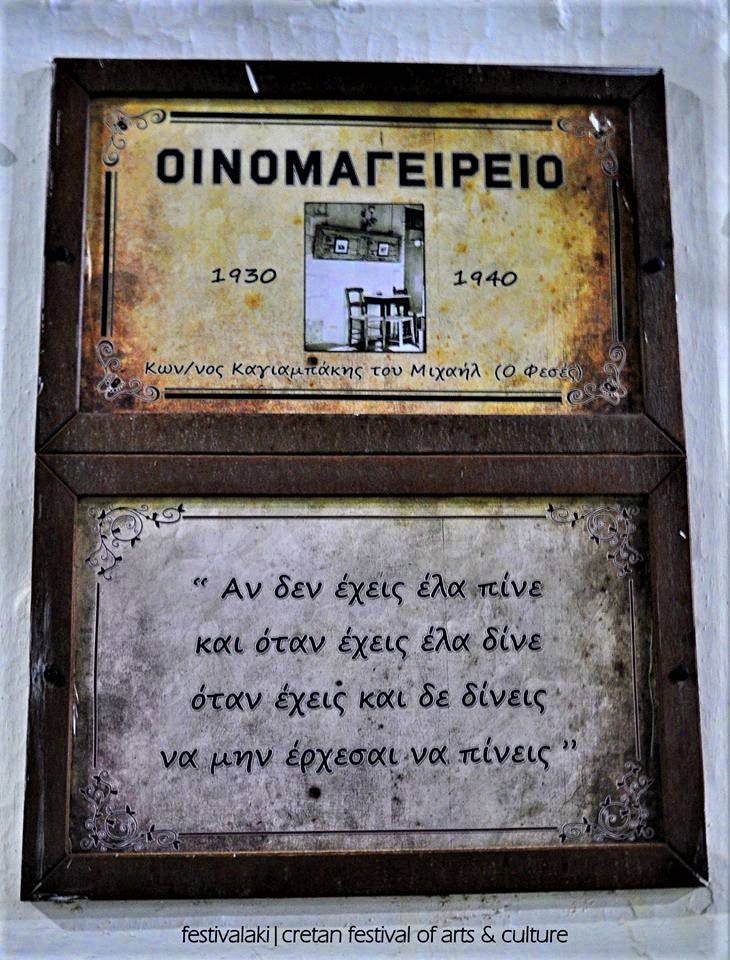 ΟΙΝΟΜΑΓΕΙΡΕΙΟ
1930 1940
Κων/νος Καγιαμπάκης του Μιχαήλ (Ο Φεσές)
“ Αν δεν έχεις έλα πίνε
και όταν έχεις έλα δίνε
όταν έχεις και δε δίνεις
να μην έρχεσαι να πίνεις ”
festivalaki|cretan festival of arts & culture